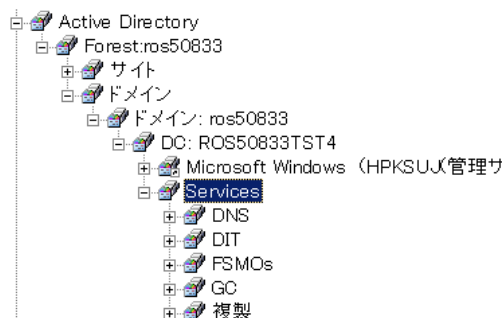 Active Directory
Forest:ros50833
サイト
ドメイン
ドメイン: ros50833
DC: ROS50833TST4
Microsoft Windows（HPKSUJ(管理サ
Services
DNS
DIT
FSMOs
GC
複製